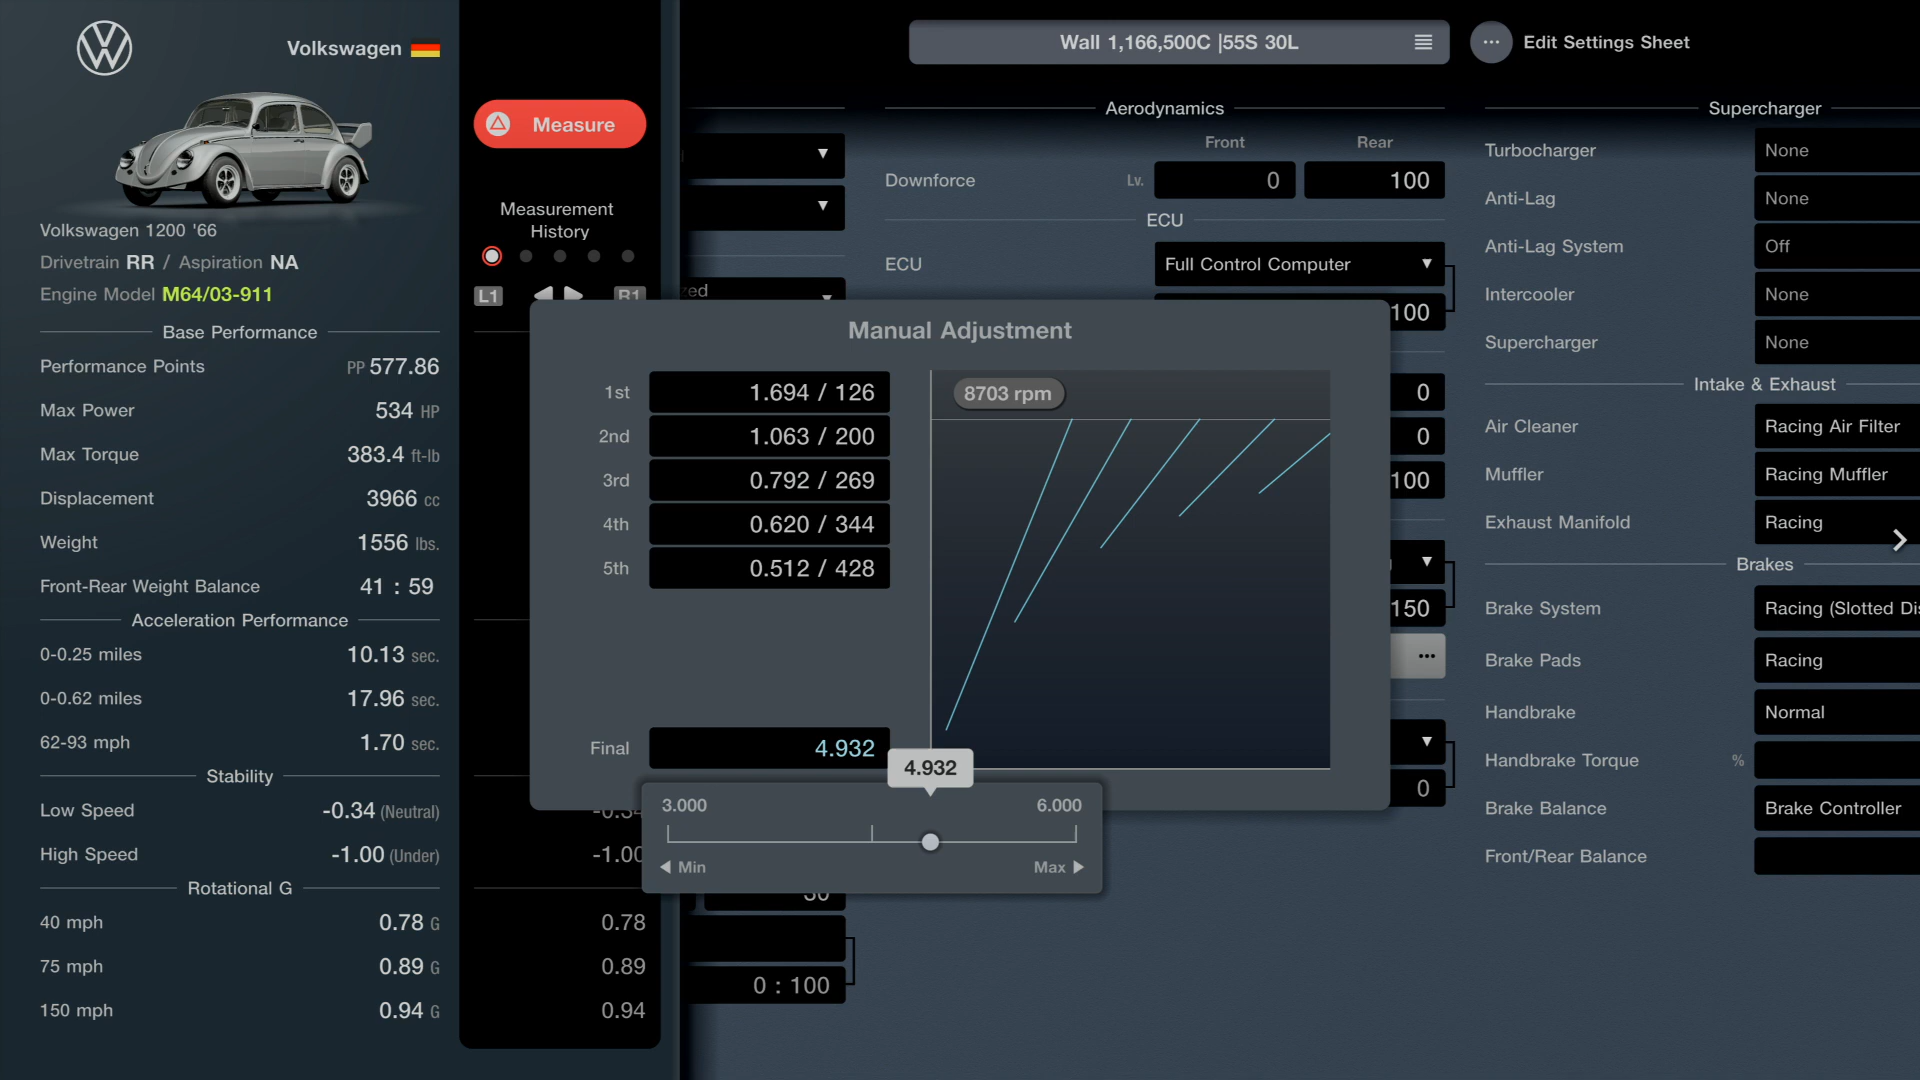 Volkswagen
Volkswagen 1200 '66
Drivetrain RR / Aspiration NA
Engine Model M64/03-911
Base Performance
Performance Points PP 577.86
Max Power 534 HP
Max Torque 383.4 ft-lb
Displacement 3966 cc
Weight 1556 lbs.
Front-Rear Weight Balance 41 : 59
Acceleration Performance
0-0.25 miles 10.13 sec.
0-0.62 miles 17.96 sec.
62-93 mph 1.70 sec.
Stability
Low Speed -0.34 (Neutral)
High Speed -1.00 (Under)
Rotational G
40 mph 0.78 G
75 mph 0.89 G
150 mph 0.94 G
Measure
Measurement
History
L1 R1
-0.34
-1.00
0.78
0.89
0.94
Wall 1,166,500C |55S 30L
Edit Settings Sheet
Manual Adjustment
1st 1.694 / 126
2nd 1.063 / 200
3rd 0.792 / 269
4th 0.620 / 344
5th 0.512 / 428
Final 4.932
8703 rpm
4.932
3.000 6.000
Min Max
0 : 100
Aerodynamics
Front Rear
Downforce Lv. 0 100
ECU
ECU Full Control Computer
100
0
0
100
150
0
Supercharger
Turbocharger None
Anti-Lag None
Anti-Lag System Off
Intercooler None
Supercharger None
Intake & Exhaust
Air Cleaner Racing Air Filter
Muffler Racing Muffler
Exhaust Manifold Racing
Brakes
Brake System Racing (Slotted Dis
Brake Pads Racing
Handbrake Normal
Handbrake Torque %
Brake Balance Brake Controller
Front/Rear Balance